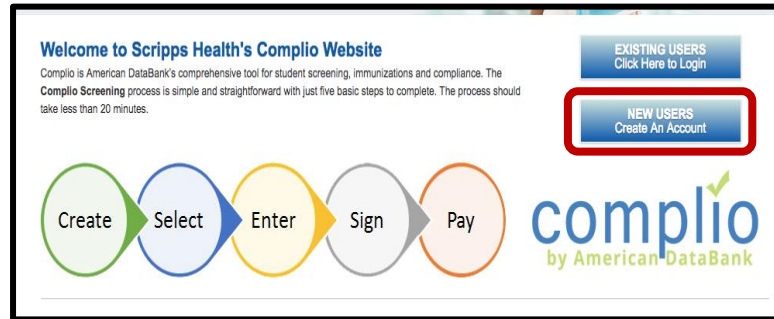 Welcome to Scripps Health's Complio Website
Complio is American DataBank's comprehensive tool for student screening, immunizations and compliance. The
Complio Screening process is simple and straightforward with just five basic steps to complete. The process should
take less than 20 minutes.
EXISTING USERS
Click Here to Login
NEW USERS
Create An Account
Create
Select
Enter
Sign
Pay
complio
by American DataBank